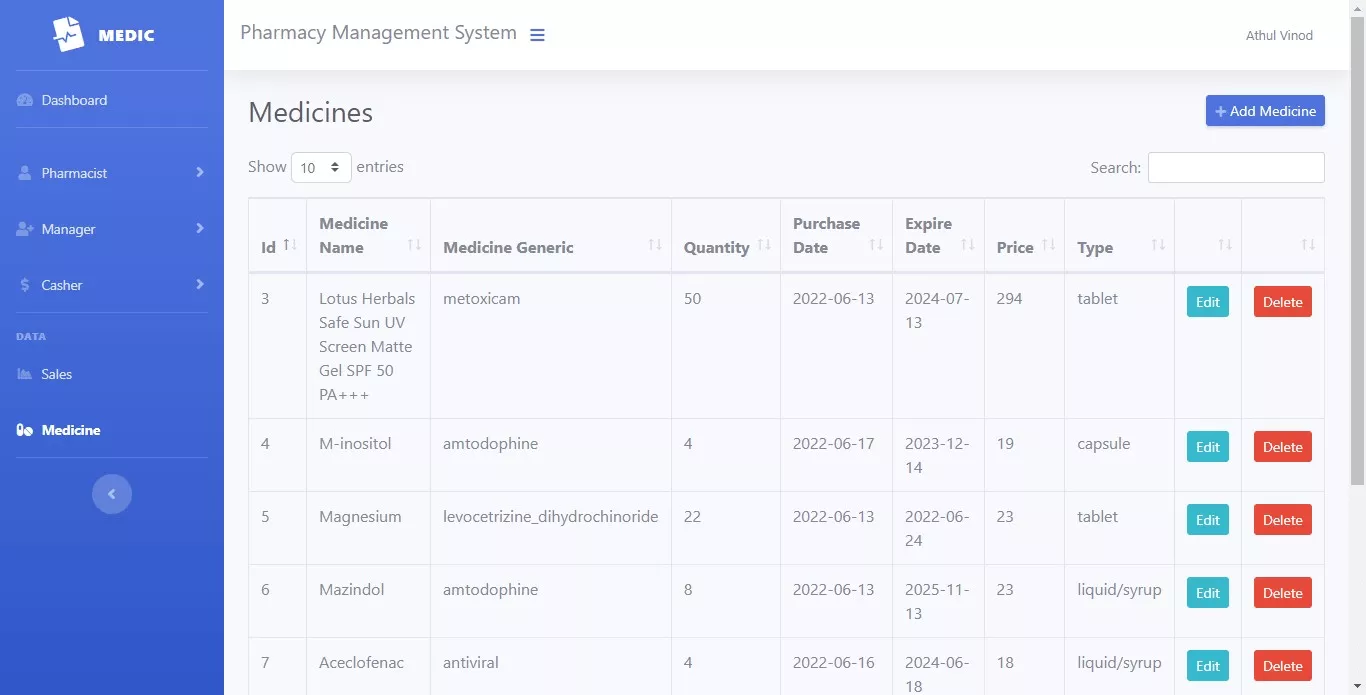 MEDIC
Pharmacy Management System
Athul Vinod
Dashboard
Pharmacist
Manager
Casher
DATA
Sales
Medicine
Medicines
+ Add Medicine
Show 10 entries
Search:
Id Medicine Name Medicine Generic Quantity Purchase Date Expire Date Price Type
3 Lotus Herbals metoxicam 50 2022-06-13 2024-07- 294 tablet Edit Delete
Safe Sun UV 13
Screen Matte
Gel SPF 50
PA+++
4 M-inositol amtodophine 4 2022-06-17 2023-12- 19 capsule Edit Delete
14
5 Magnesium levocetrizine_dihydrochinoride 22 2022-06-13 2022-06- 23 tablet Edit Delete
24
6 Mazindol amtodophine 8 2022-06-13 2025-11- 23 liquid/syrup Edit Delete
13
7 Aceclofenac antiviral 4 2022-06-16 2024-06- 18 liquid/syrup Edit Delete
18